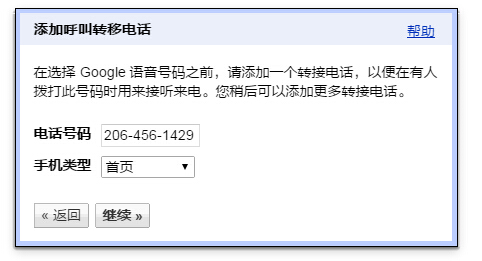 添加呼叫转移电话 帮助
在选择 Google 语音号码之前，请添加一个转接电话，以便在有人
拨打此号码时用来接听来电。您稍后可以添加更多转接电话。
电话号码 206-456-1429
手机类型 首页
« 返回 继续 »